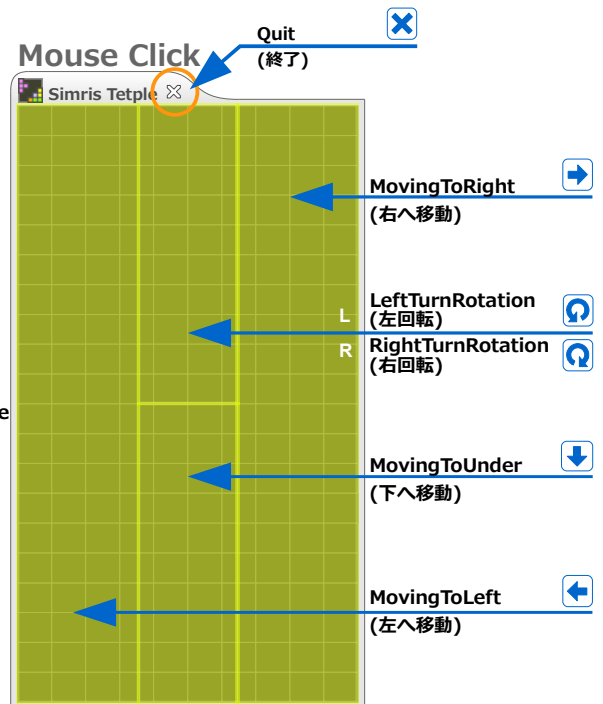 Quit
(終了)
Mouse Click
Simris Tetple
MovingToRight
(右へ移動)
L
LeftTurnRotation
(左回転)
R
RightTurnRotation
(右回転)
e
MovingToUnder
(下へ移動)
MovingToLeft
(左へ移動)